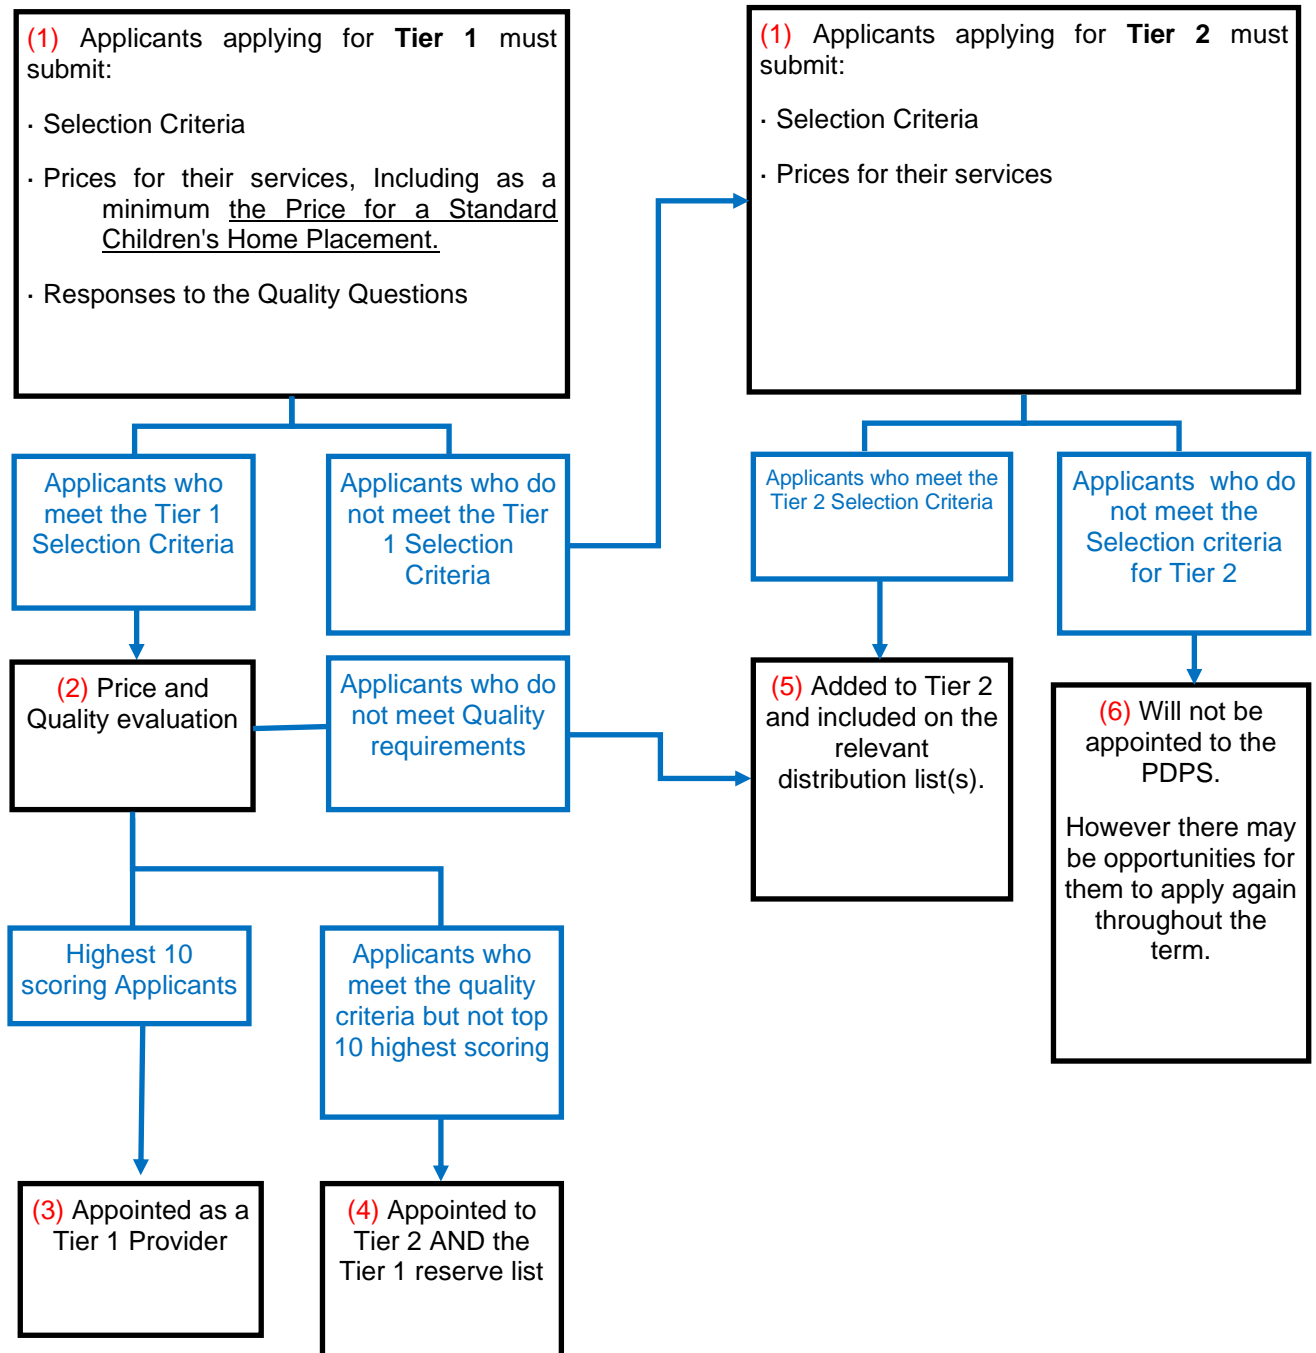 (1) Applicants applying for Tier 1 must
submit:
· Selection Criteria
· Prices for their services, Including as a
minimum the Price for a Standard
Children's Home Placement.
· Responses to the Quality Questions
(1) Applicants applying for Tier 2 must
submit:
· Selection Criteria
· Prices for their services
Applicants who
meet the Tier 1
Selection Criteria
Applicants who do
not meet the Tier
1 Selection
Criteria
Applicants who meet the
Tier 2 Selection Criteria
Applicants who do
not meet the
Selection criteria
for Tier 2
(2) Price and
Quality evaluation
Applicants who do
not meet Quality
requirements
(5) Added to Tier 2
and included on the
relevant
distribution list(s).
(6) Will not be
appointed to the
PDPS.
However there may
be opportunities for
them to apply again
throughout the
term.
Highest 10
scoring Applicants
Applicants who
meet the quality
criteria but not top
10 highest scoring
(3) Appointed as a
Tier 1 Provider
(4) Appointed to
Tier 2 AND the
Tier 1 reserve list